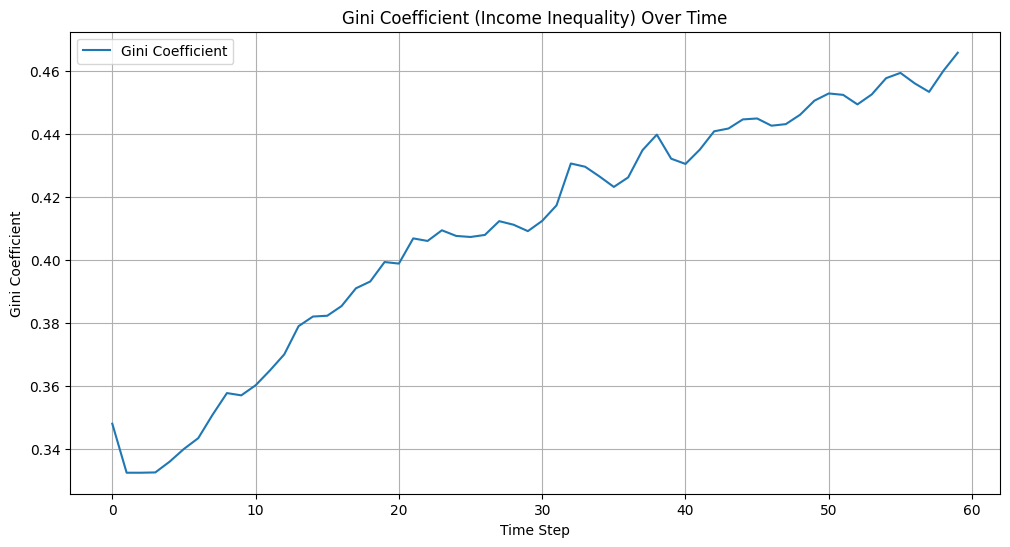 Gini Coefficient (Income Inequality) Over Time
Gini Coefficient
0.46
0.44
0.42
0.40
0.38
0.36
0.34
Gini Coefficient
0 10 20 30 40 50 60
Time Step